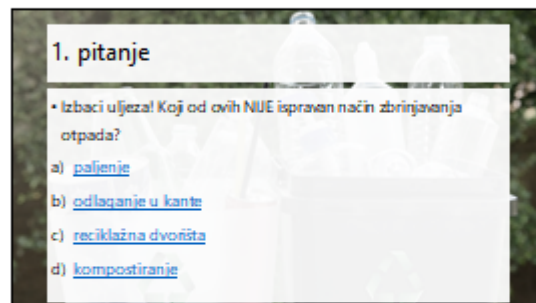 1. pitanje
• Izbaci uljeza! Koji od ovih NIJE ispravan način zbrinjavanja
otpada?
a) paljenje
b) odlaganje u kante
c) reciklažna dvorišta
d) kompostiranje